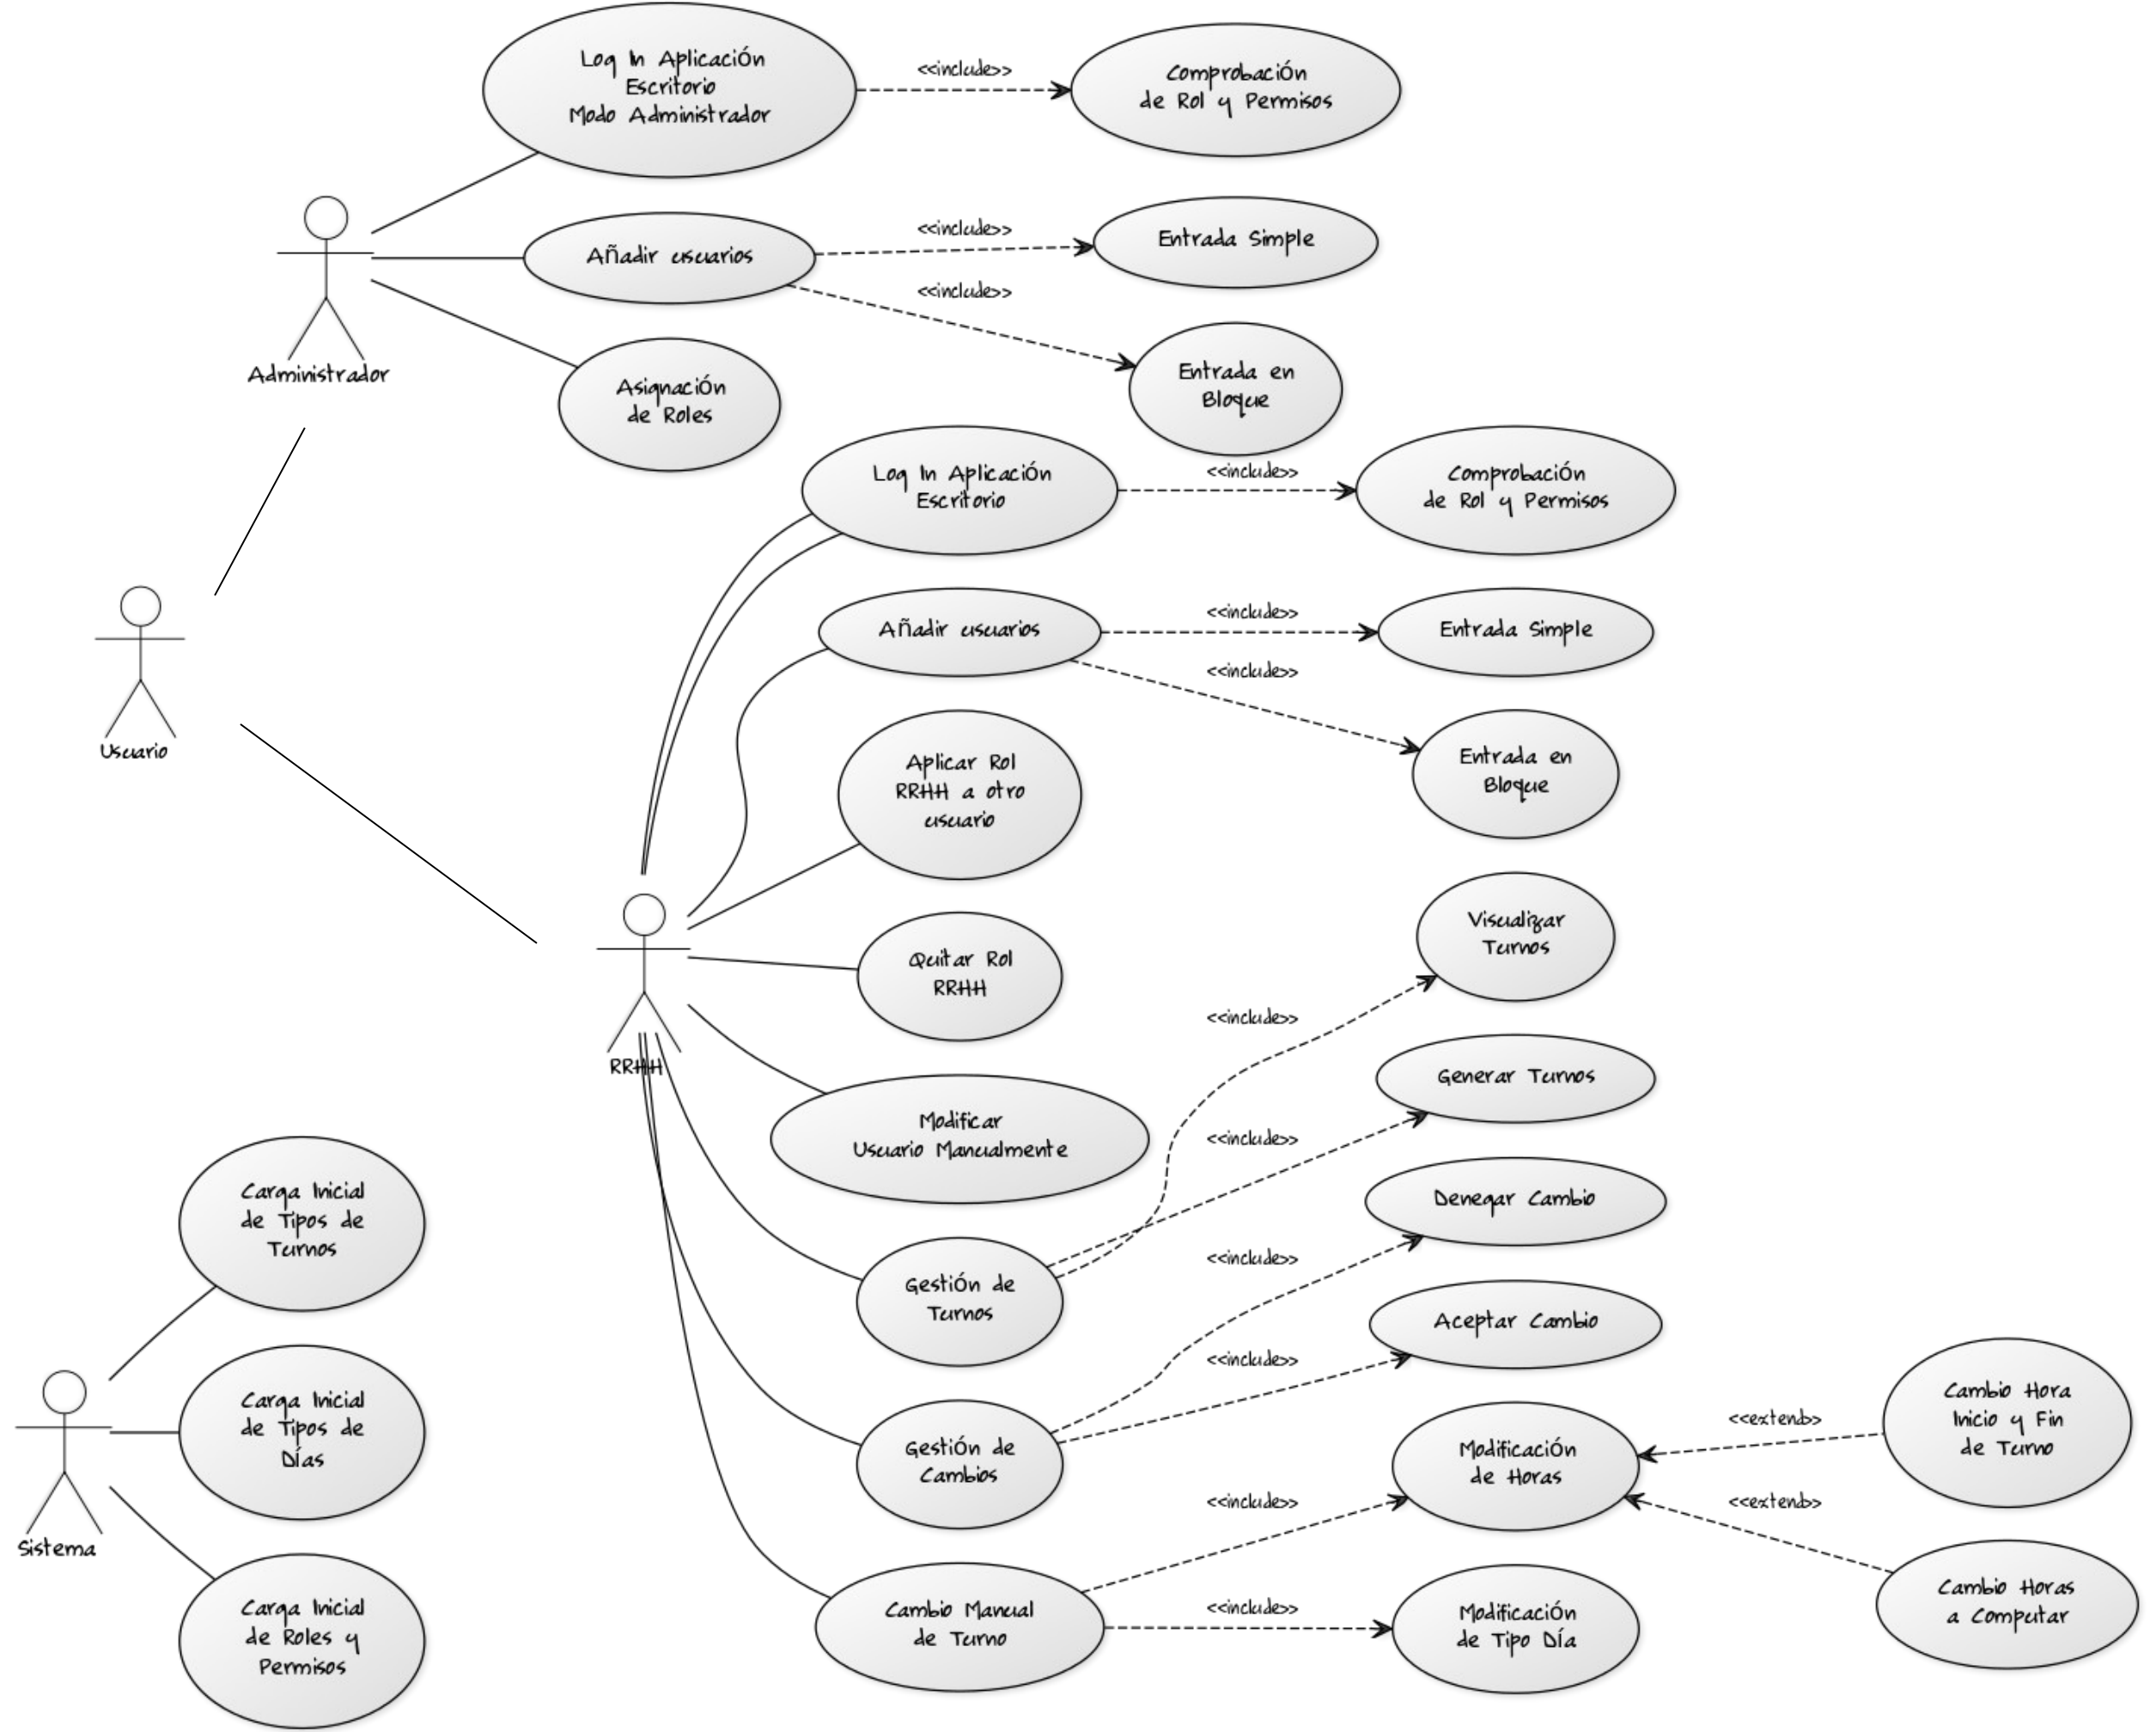 Log In Aplicación
Escritorio
Modo Administrador
<<include>>
Comprobación
de Rol y Permisos
Administrador
Añadir usuarios
<<include>>
Entrada Simple
<<include>>
Entrada en
Bloque
Asignación
de Roles
Usuario
Log In Aplicación
Escritorio
<<include>>
Comprobación
de Rol y Permisos
Añadir usuarios
<<include>>
Entrada Simple
<<include>>
Entrada en
Bloque
Aplicar Rol
RRHH a otro
usuario
Quitar Rol
RRHH
RRHH
Modificar
Usuario Manualmente
Gestión de
Turnos
<<include>>
Visualizar
Turnos
<<include>>
Generar Turnos
Gestión de
Cambios
<<include>>
Denegar Cambio
<<include>>
Aceptar Cambio
Cambio Manual
de Turno
<<include>>
Modificación
de Horas
<<include>>
Modificación
de Tipo Día
<<extend>>
Cambio Hora
Inicio y Fin
de Turno
<<extend>>
Cambio Horas
a Computar
Carga Inicial
de Tipos de
Turnos
Carga Inicial
de Tipos de
Días
Sistema
Carga Inicial
de Roles y
Permisos